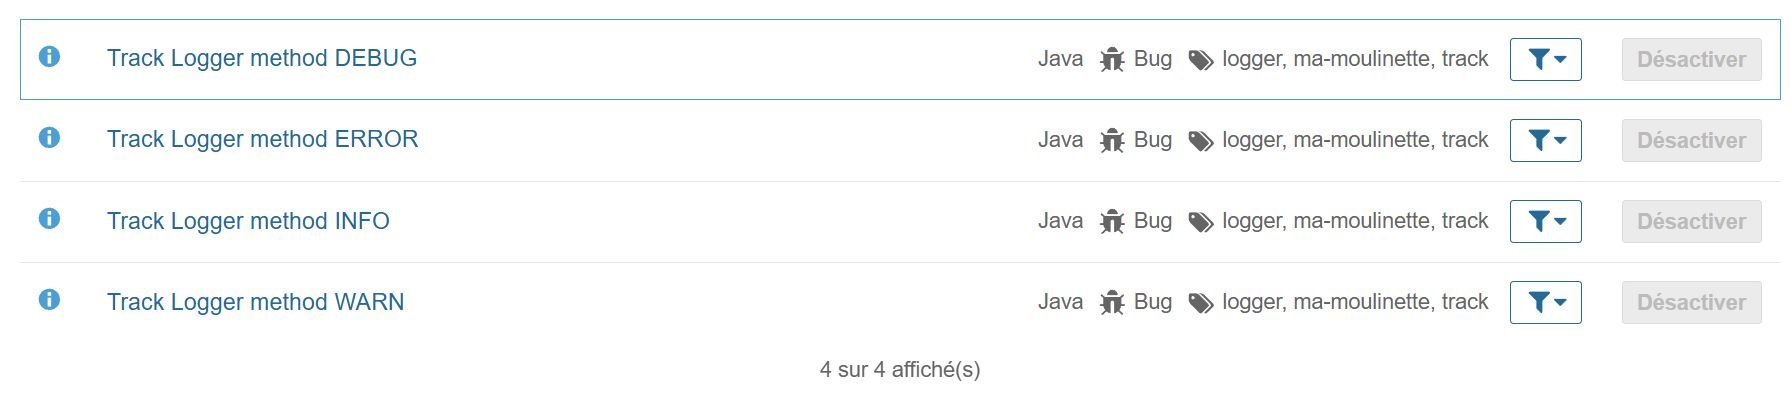 Track Logger method DEBUG Java Bug logger, ma-moulinette, track Désactiver
Track Logger method ERROR Java Bug logger, ma-moulinette, track Désactiver
Track Logger method INFO Java Bug logger, ma-moulinette, track Désactiver
Track Logger method WARN Java Bug logger, ma-moulinette, track Désactiver
4 sur 4 affiché(s)